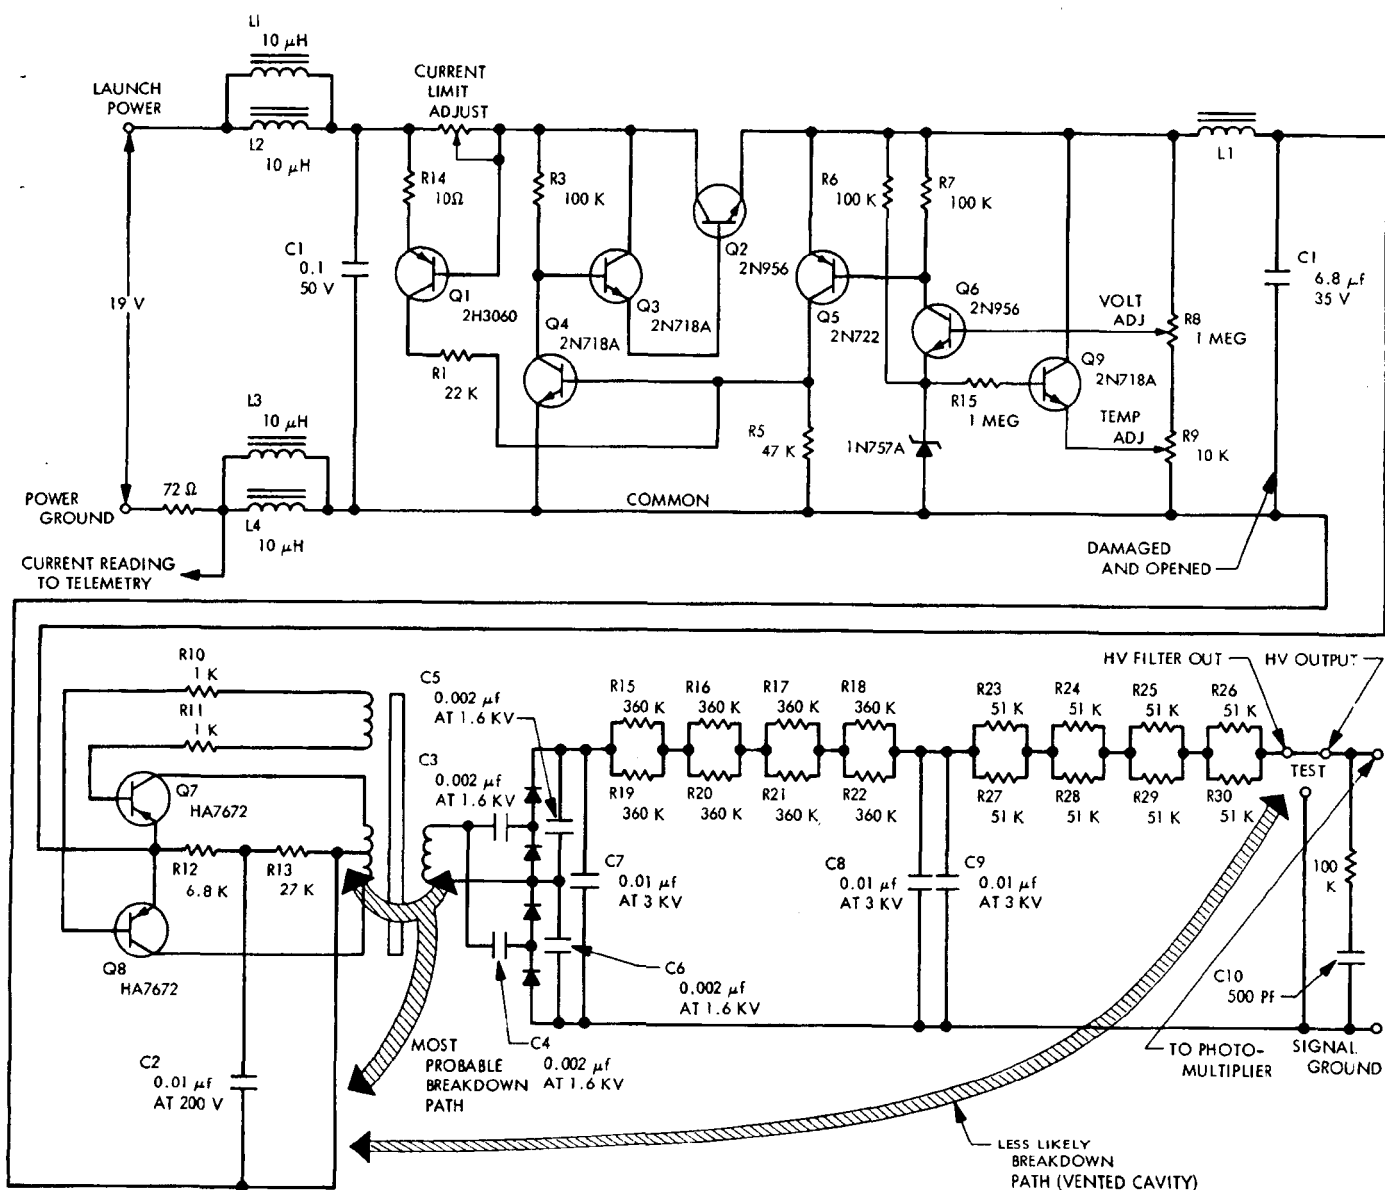 L1
10 μH
LAUNCH
POWER
L2
10 μH
CURRENT
LIMIT
ADJUST
R14
10Ω
R3
100 K
C1
0.1
50 V
19 V
Q1
2H3060
R1
22 K
Q4
2N718A
Q3
2N718A
Q2
2N956
R6
100 K
R7
100 K
Q5
2N722
Q6
2N956
VOLT
ADJ
R8
1 MEG
Q9
2N718A
R15
1 MEG
TEMP
ADJ
R9
10 K
1N757A
R5
47 K
L1
C1
6.8 μf
35 V
L3
10 μH
72 Ω
POWER
GROUND
L4
10 μH
COMMON
CURRENT READING
TO TELEMETRY
DAMAGED
AND OPENED
R10
1 K
R11
1 K
Q7
HA7672
R12
6.8 K
R13
27 K
Q8
HA7672
C2
0.01 μf
AT 200 V
C5
0.002 μf
AT 1.6 KV
C3
0.002 μf
AT 1.6 KV
C7
0.01 μf
AT 3 KV
C6
0.002 μf
AT 1.6 KV
C4
0.002 μf
AT 1.6 KV
MOST
PROBABLE
BREAKDOWN
PATH
R15
360 K
R16
360 K
R17
360 K
R18
360 K
R19
360 K
R20
360 K
R21
360 K
R22
360 K
C8
0.01 μf
AT 3 KV
C9
0.01 μf
AT 3 KV
R23
51 K
R24
51 K
R25
51 K
R26
51 K
R27
51 K
R28
51 K
R29
51 K
R30
51 K
HV FILTER OUT
HV OUTPUT
TEST
100
K
C10
500 Pf
TO PHOTO-
MULTIPLIER
SIGNAL
GROUND
LESS LIKELY
BREAKDOWN
PATH (VENTED CAVITY)